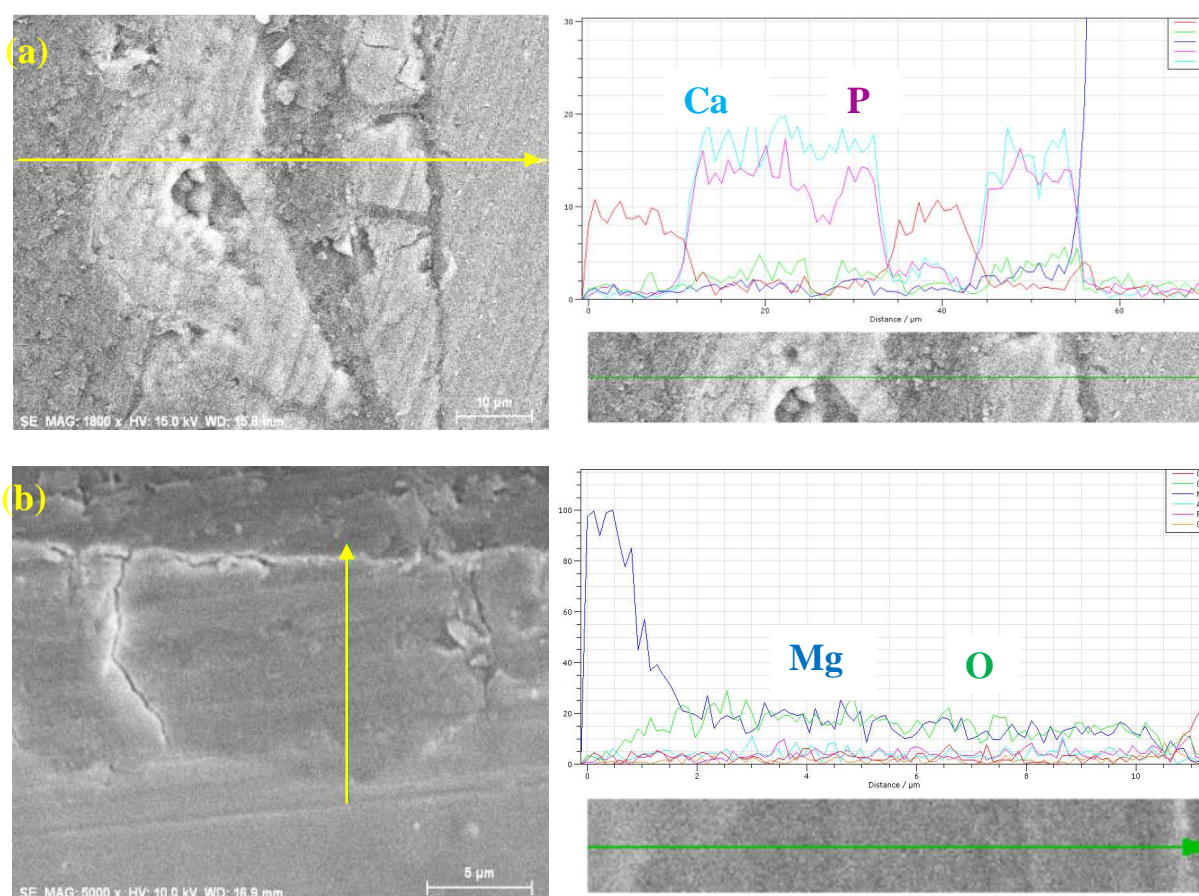 (a)
10 µm
SE MAG: 1800 x HV: 15.0 kV WD: 15.8 mm
Ca P
30
20
10
0
0 20 40 60
Distance / µm
(b)
5 µm
SE MAG: 5000 x HV: 10.0 kV WD: 16.9 mm
Mg O
100
80
60
40
20
0
0 2 4 6 8 10
Distance / µm